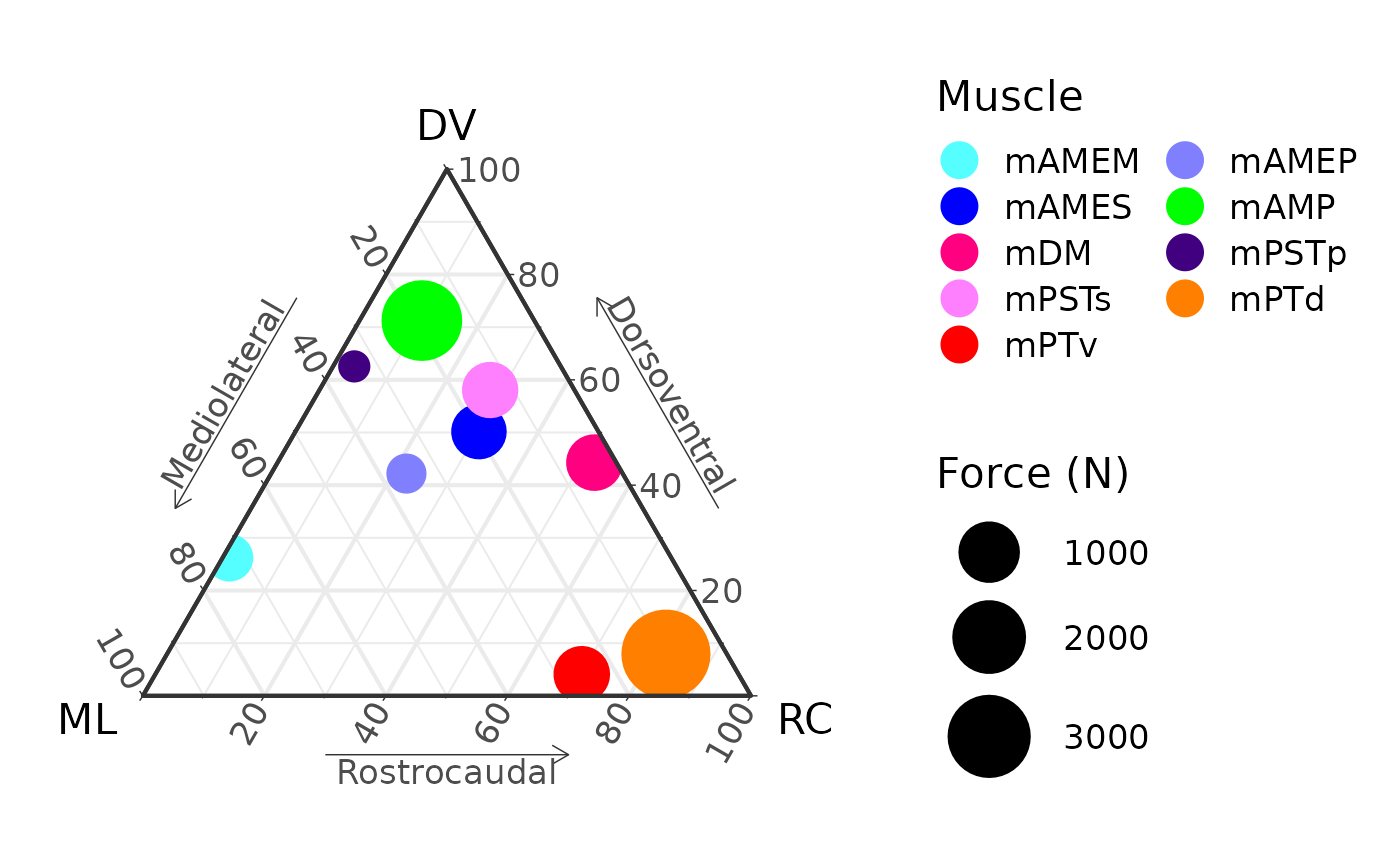 DV
100
20
80
40
60
60
40
80
20
100
Mediolateral
Dorsoventral
ML
RC
20
40
60
80
100
Rostrocaudal
Muscle
mAMEM
mAMEP
mAMES
mAMP
mDM
mPSTp
mPSTs
mPTd
mPTv
Force (N)
1000
2000
3000